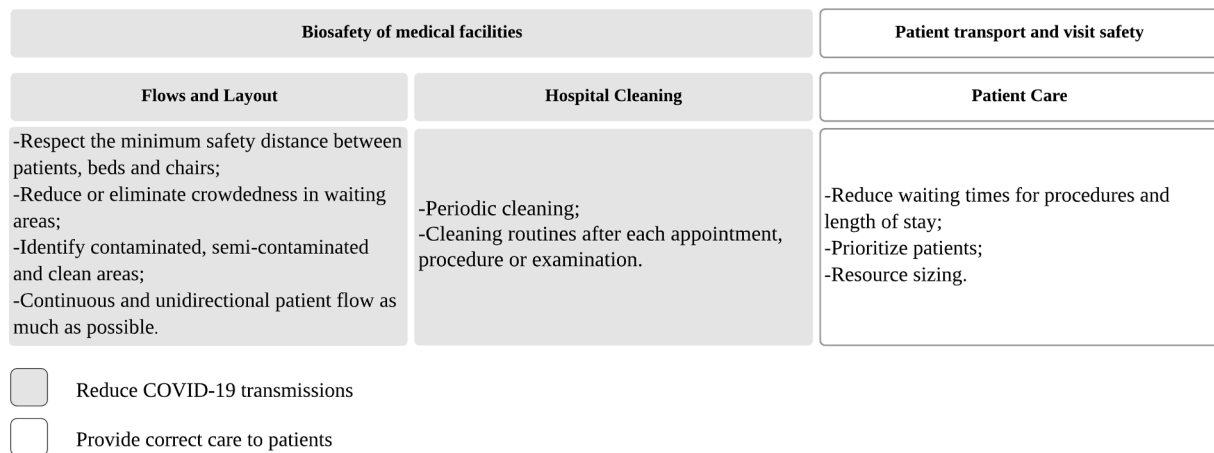 Biosafety of medical facilities
Patient transport and visit safety
Flows and Layout
Hospital Cleaning
Patient Care
-Respect the minimum safety distance between
patients, beds and chairs;
-Reduce or eliminate crowdedness in waiting
areas;
-Identify contaminated, semi-contaminated
and clean areas;
-Continuous and unidirectional patient flow as
much as possible.
-Periodic cleaning;
-Cleaning routines after each appointment,
procedure or examination.
-Reduce waiting times for procedures and
length of stay;
-Prioritize patients;
-Resource sizing.
Reduce COVID-19 transmissions
Provide correct care to patients